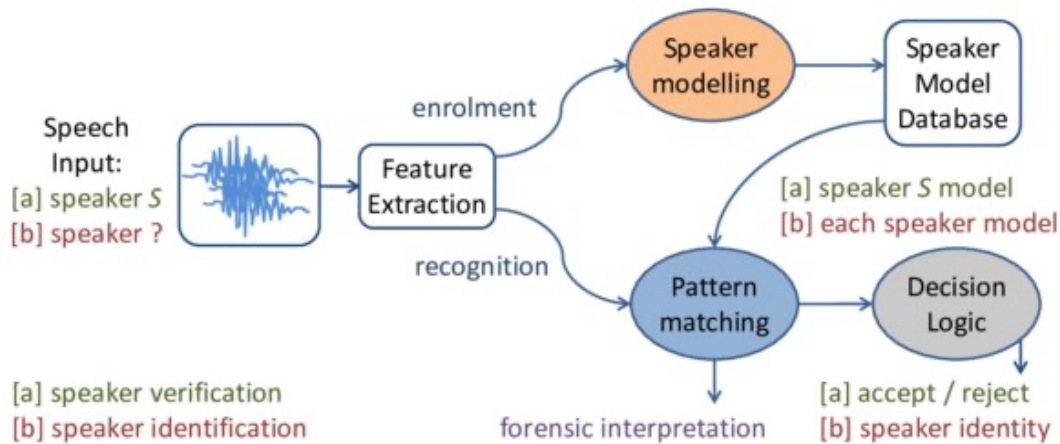 Speech
Input:
[a] speaker S
[b] speaker ?
Feature
Extraction
enrolment
recognition
Speaker
modelling
Speaker
Model
Database
[a] speaker S model
[b] each speaker model
Pattern
matching
Decision
Logic
forensic interpretation
[a] accept / reject
[b] speaker identity
[a] speaker verification
[b] speaker identification